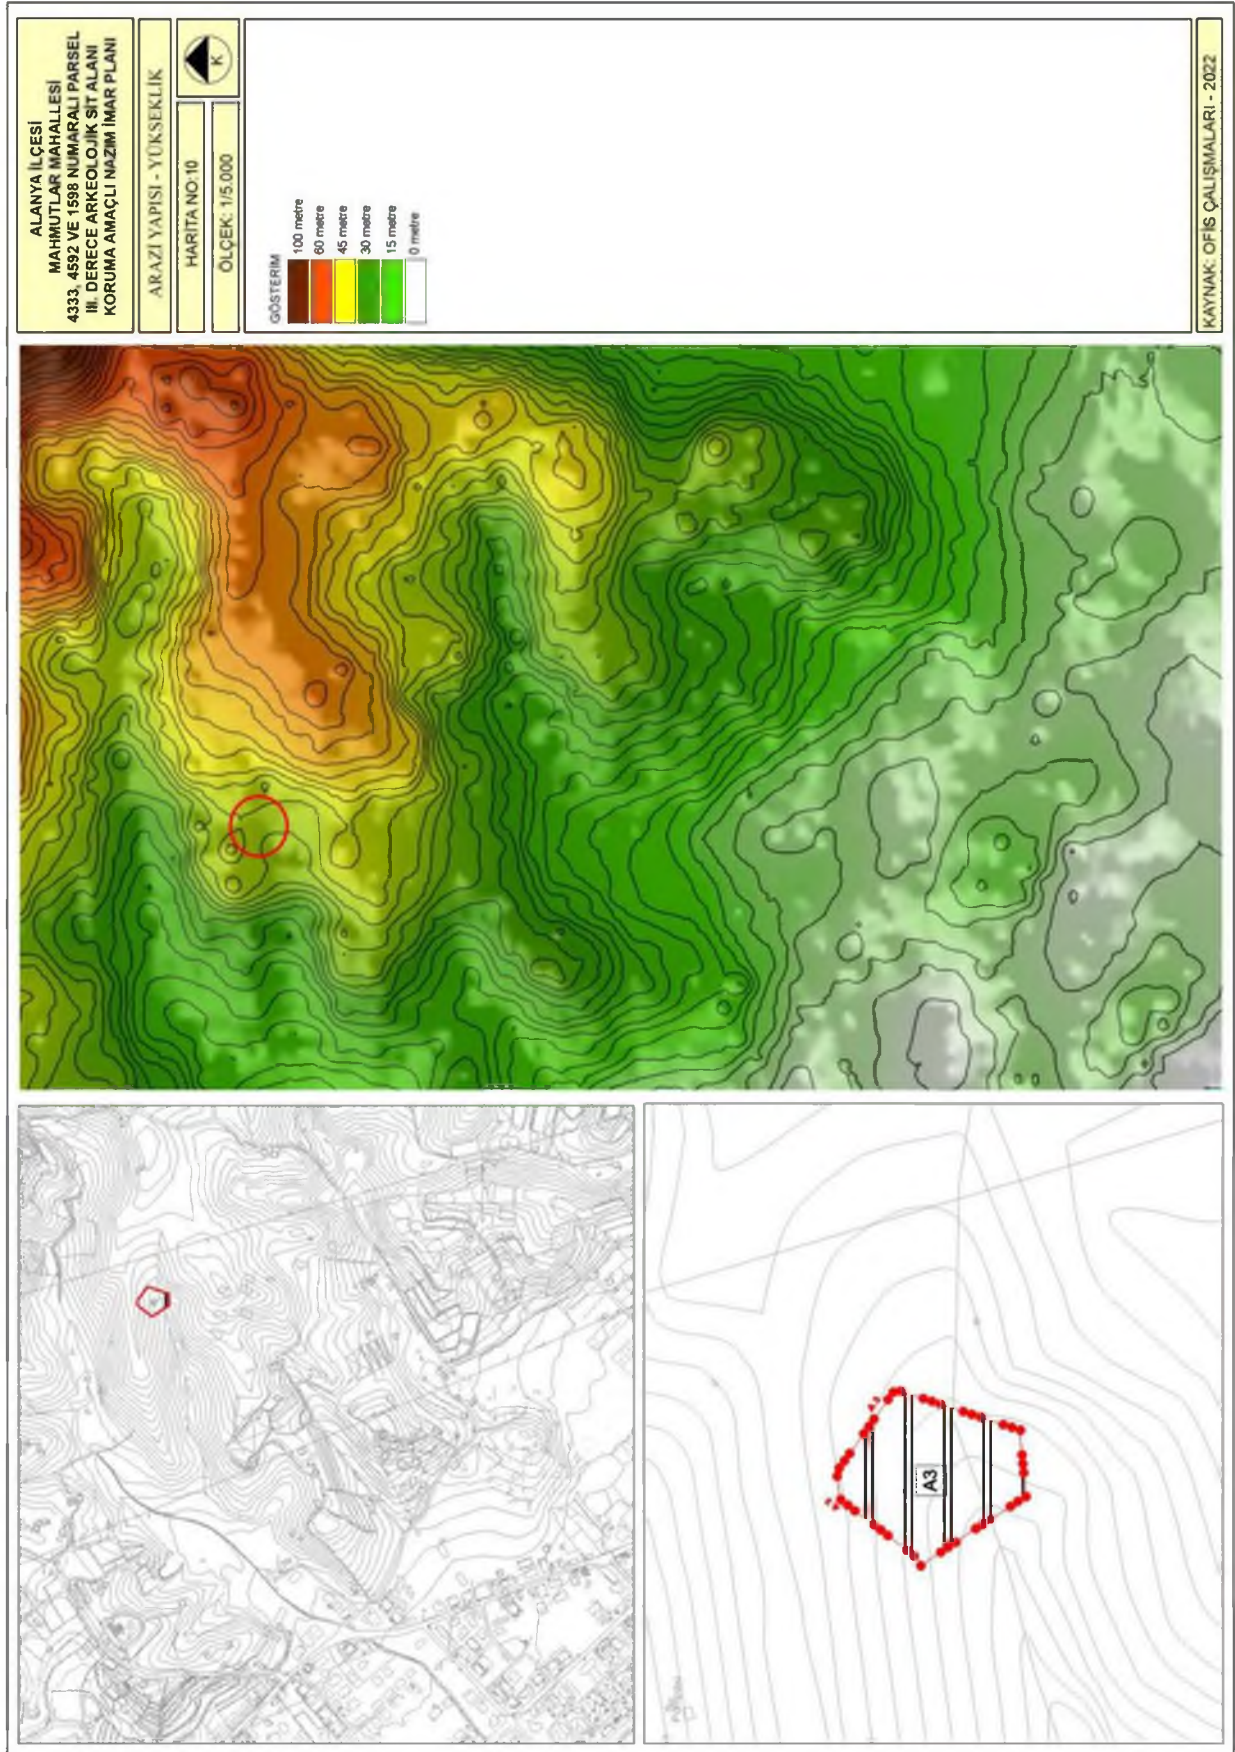 ALANYA İLÇESİ
MAHMUTLAR MAHALLESİ
4333, 4592 VE 1598 NUMARALI PARSEL
III. DERECE ARKEOLOJİK SİT ALANI
KORUMA AMAÇLI NAZIM İMAR PLANI
ARAZİ YAPISI - YÜKSEKLİK
HARİTA NO:10
ÖLÇEK: 1/5.000
K
GÖSTERİM
100 metre
60 metre
45 metre
30 metre
15 metre
0 metre
KAYNAK: OFİS ÇALIŞMALARI - 2022
A3